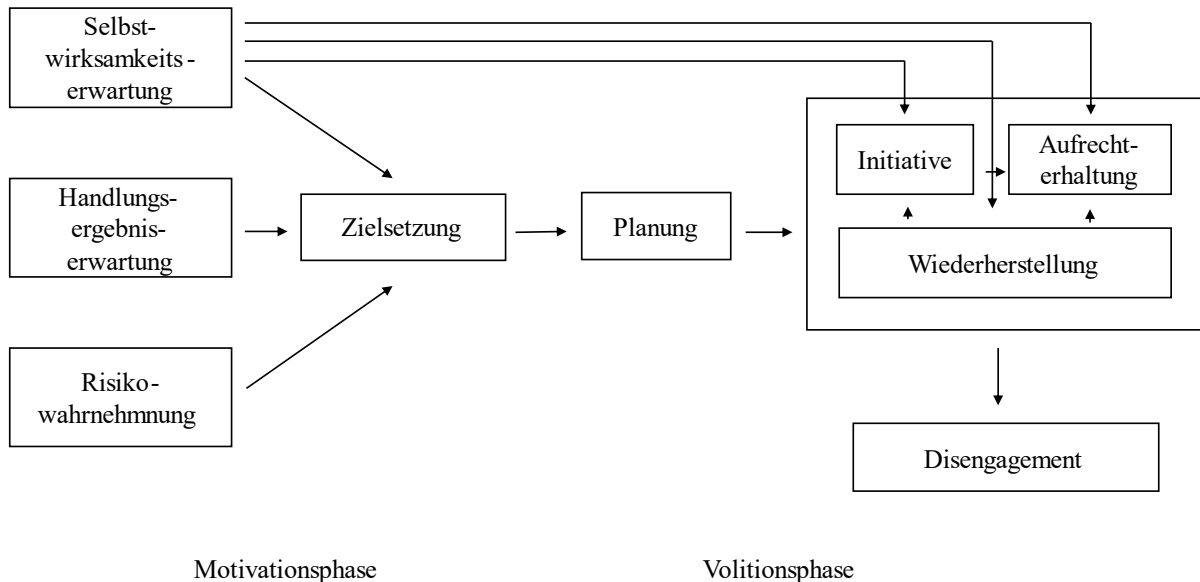 Selbst-
wirksamkeits-
erwartung
Handlungs-
ergebnis-
erwartung
Risiko-
wahrnehmnung
Zielsetzung
Planung
Initiative
Aufrecht-
erhaltung
Wiederherstellung
Disengagement
Motivationsphase
Volitionsphase